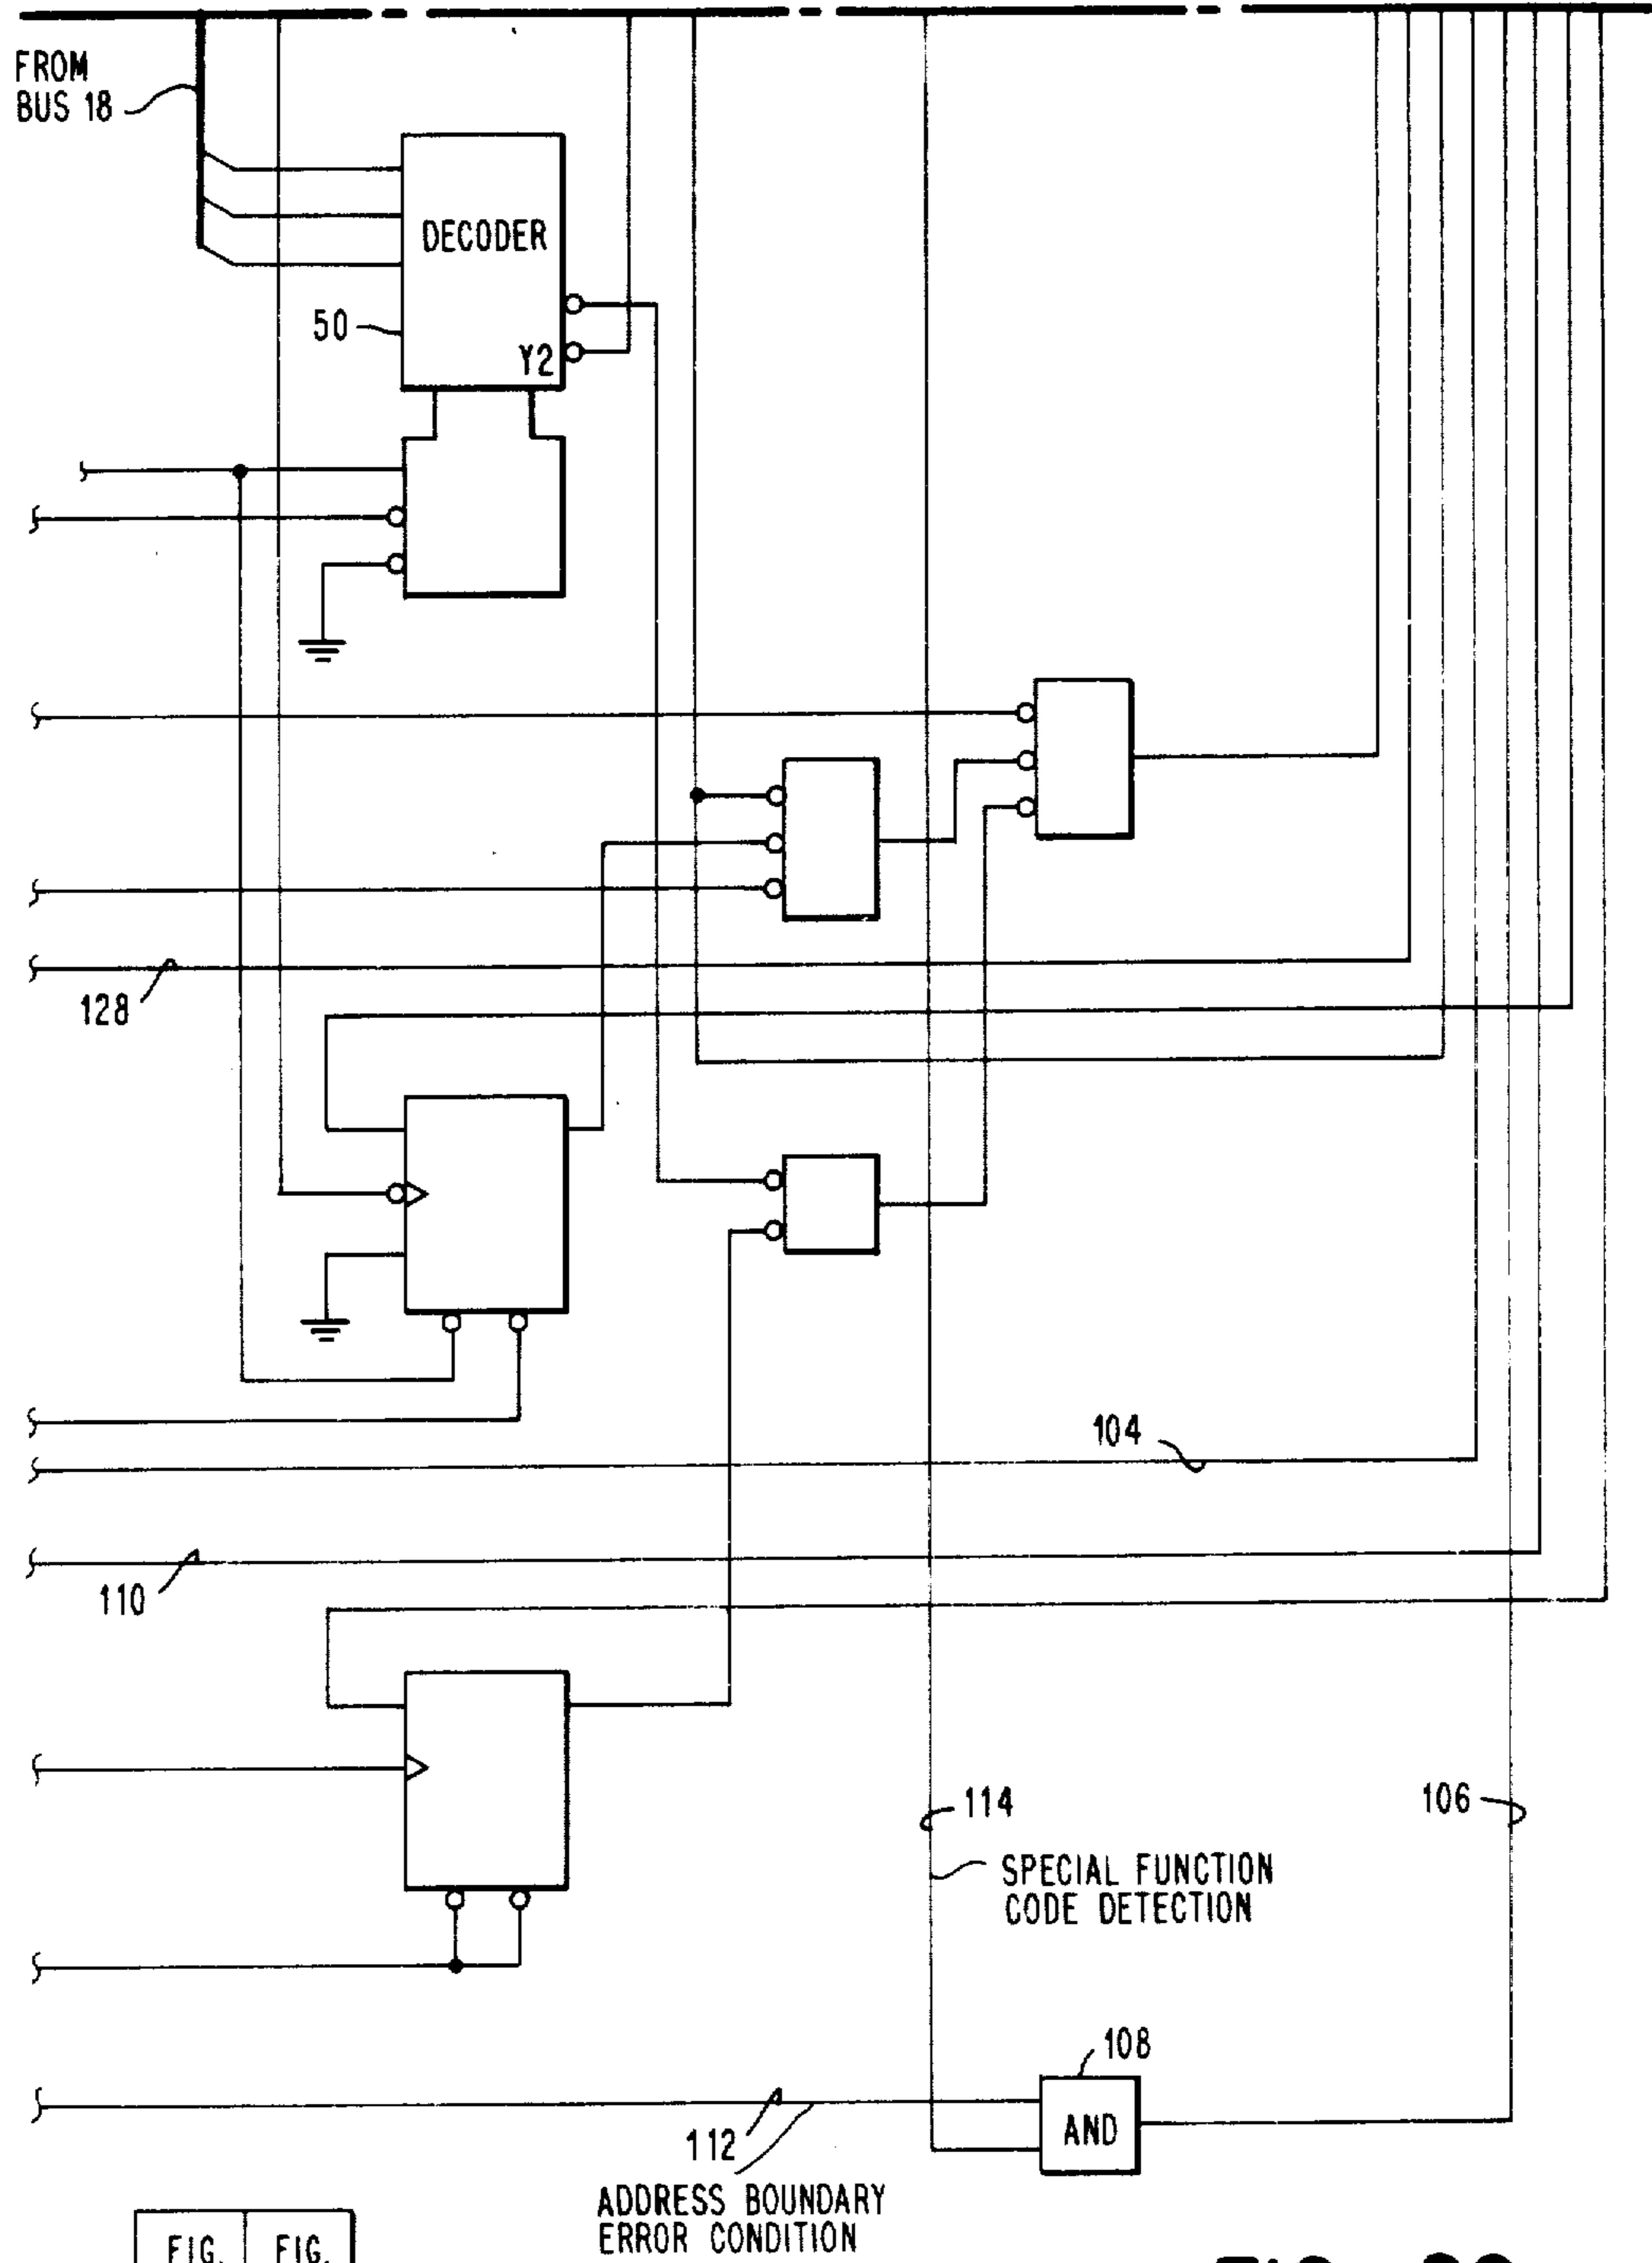 FROM
BUS 18
DECODER
50
Y2
128
104
110
114
106
SPECIAL FUNCTION
CODE DETECTION
108
AND
112
ADDRESS BOUNDARY
ERROR CONDITION
FIG. FIG.